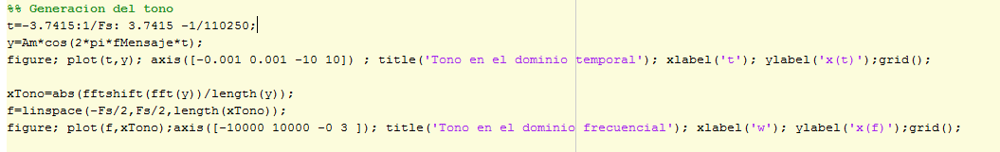 %% Generacion del tono
t=-3.7415:1/Fs: 3.7415 -1/110250;
y=Am*cos(2*pi*fMensaje*t);
figure; plot(t,y); axis([-0.001 0.001 -10 10]) ; title('Tono en el dominio temporal'); xlabel('t'); ylabel('x(t)');grid();
xTono=abs(fftshift(fft(y))/length(y));
f=linspace(-Fs/2,Fs/2,length(xTono));
figure; plot(f,xTono);axis([-10000 10000 -0 3 ]); title('Tono en el dominio frecuencial'); xlabel('w'); ylabel('x(f)');grid();